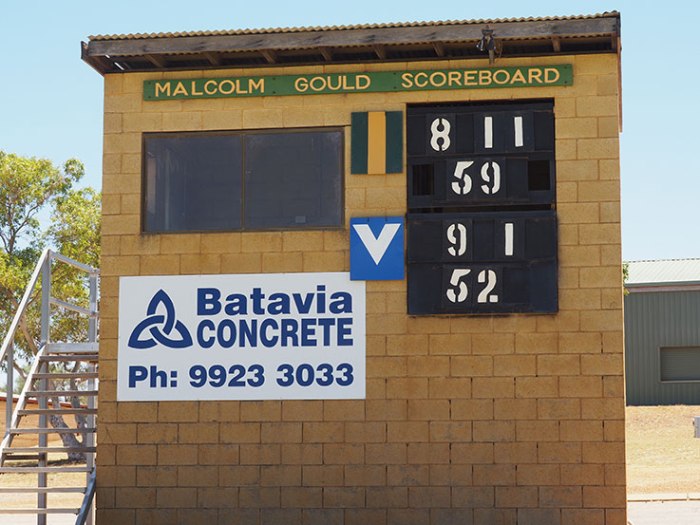 MALCOLM GOULD SCOREBOARD
8 11
59
V
9 1
52
Batavia
CONCRETE
Ph: 9923 3033